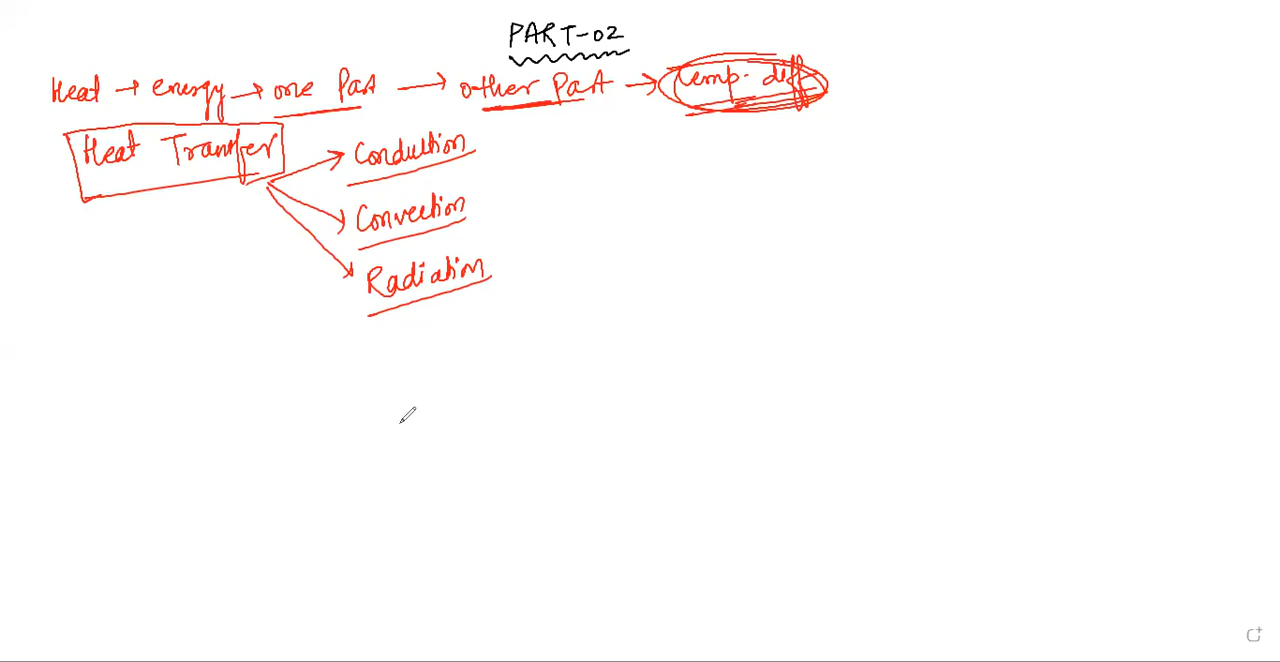 PART-02
Heat → energy → one Part → other Part → temp. diff
Heat Transfer
Conduction
Convection
Radiation